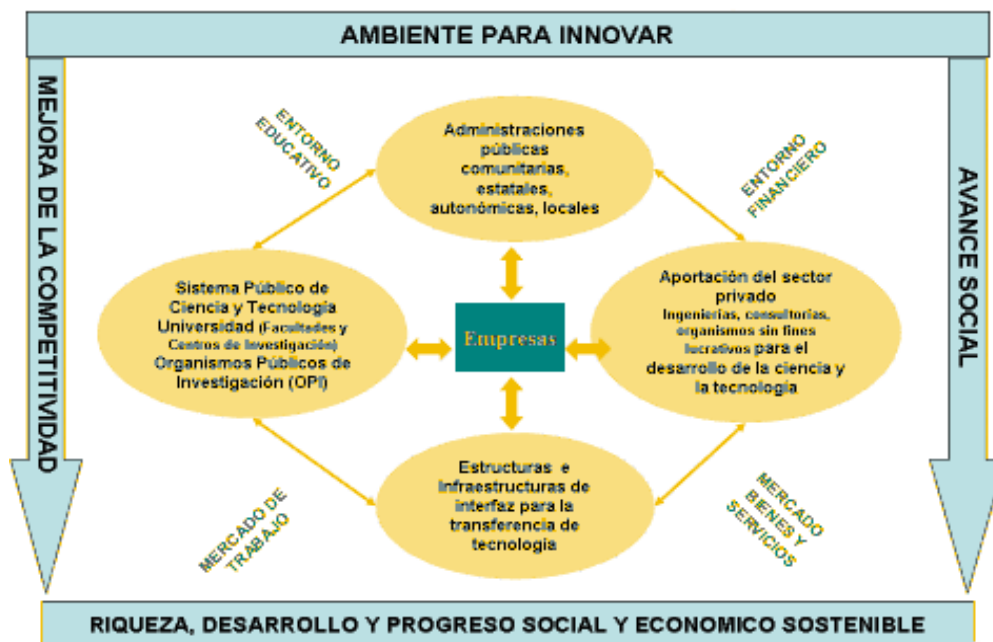 AMBIENTE PARA INNOVAR
MEJORA DE LA COMPETITIVIDAD
AVANCE SOCIAL
ENTORNO
EDUCATIVO
Administraciones
públicas
comunitarias,
estatales,
autonómicas, locales
ENTORNO
FINANCIERO
Sistema Público de
Ciencia y Tecnología
Universidad (Facultades y
Centros de Investigación)
Organismos Públicos de
Investigación (OPI)
Empresas
Aportación del sector
privado
Ingenierías, consultorías,
organismos sin fines
lucrativos para el
desarrollo de la ciencia y
la tecnología
MERCADO DE
TRABAJO
Estructuras e
Infraestructuras de
interfaz para la
transferencia de
tecnología
MERCADO
BIENES Y
SERVICIOS
RIQUEZA, DESARROLLO Y PROGRESO SOCIAL Y ECONOMICO SOSTENIBLE